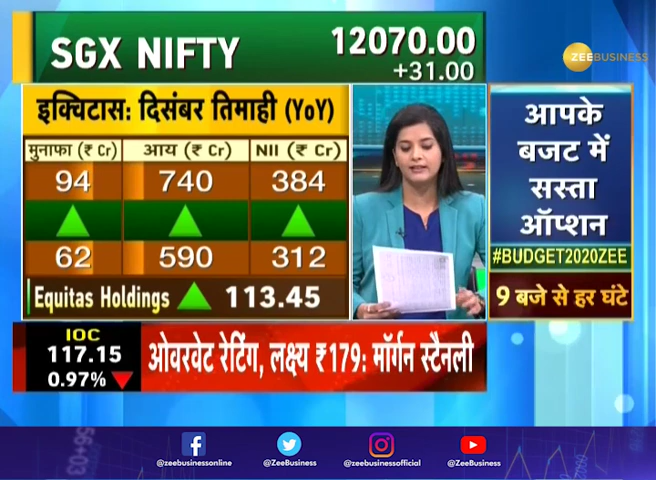 SGX NIFTY
12070.00
+31.00
ZEEBUSINESS
इक्विटास: दिसंबर तिमाही (YoY)
मुनाफा (₹ Cr) आय (₹ Cr) NII (₹ Cr)
94 740 384
62 590 312
Equitas Holdings 113.45
आपके
बजट में
सस्ता
ऑप्शन
#BUDGET2020ZEE
9 बजे से हर घंटे
IOC
117.15
0.97%
ओवरवेट रेटिंग, लक्ष्य ₹179: मॉर्गन स्टैनली
@zeebusinessonline
@ZeeBusiness
@zeebusinessofficial
@ZeeBusiness